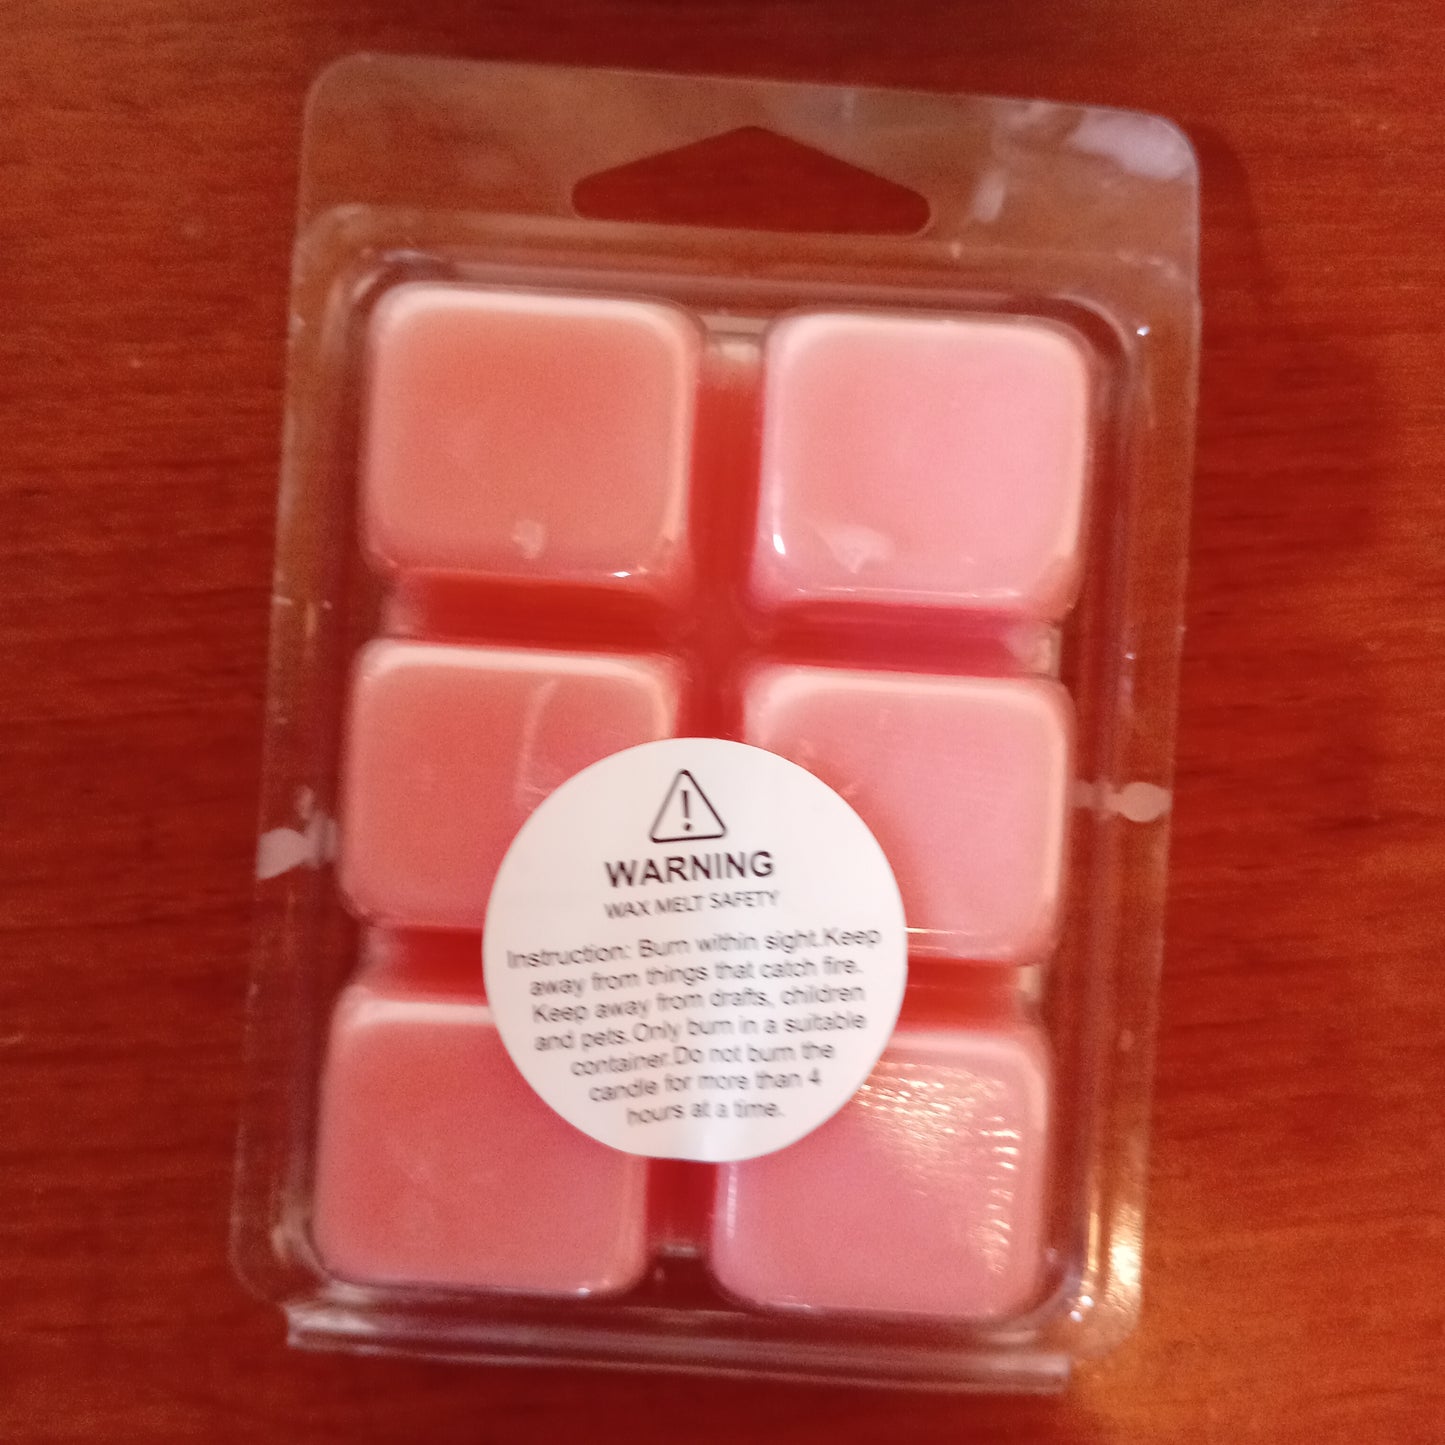 WARNING
WAX MELT SAFETY
Instruction: Burn within sight.Keep
away from things that catch fire.
Keep away from drafts, children
and pets.Only burn in a suitable
container.Do not burn the
candle for more than 4
hours at a time.